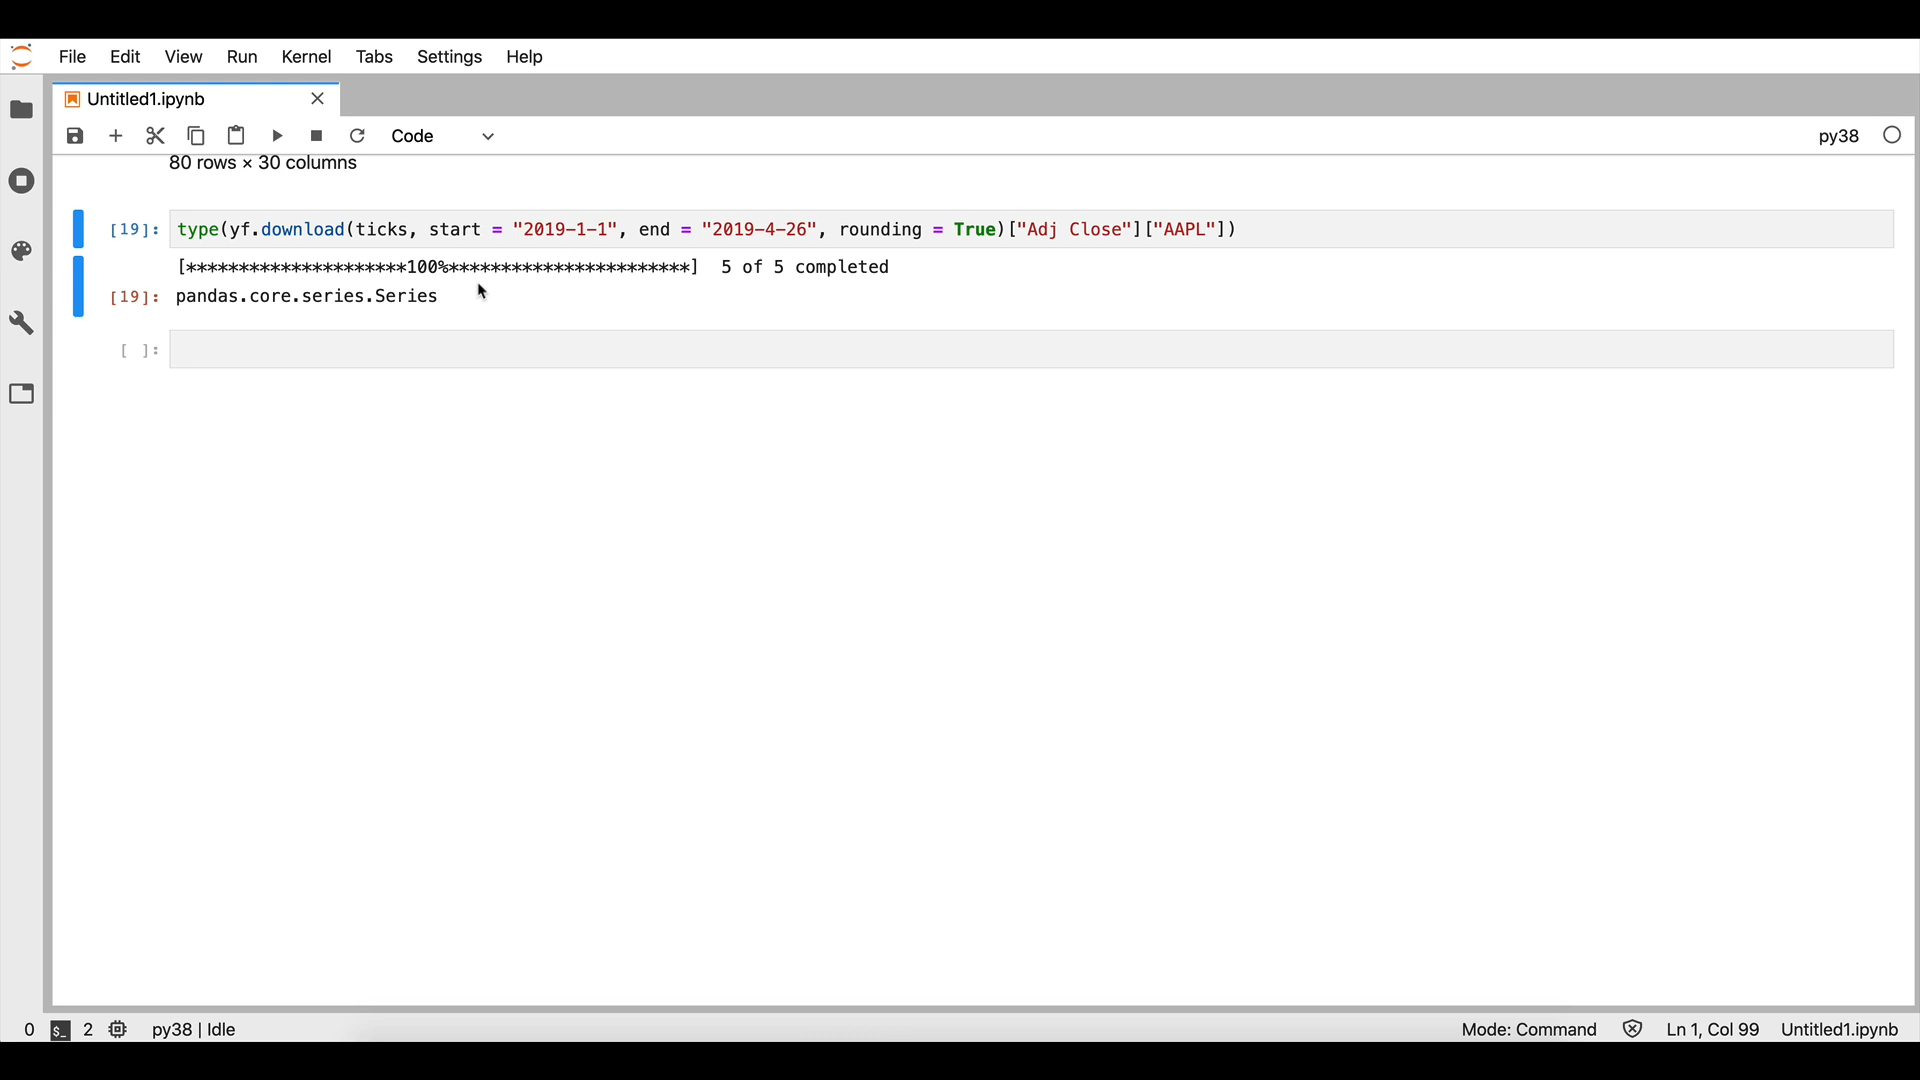 File Edit View Run Kernel Tabs Settings Help
Untitled1.ipynb
Code
py38
80 rows × 30 columns
[19]: type(yf.download(ticks, start = "2019-1-1", end = "2019-4-26", rounding = True)["Adj Close"]["AAPL"])
[*********************100%***********************]  5 of 5 completed
[19]: pandas.core.series.Series
[ ]:
0 $_ 2 py38 | Idle Mode: Command Ln 1, Col 99 Untitled1.ipynb